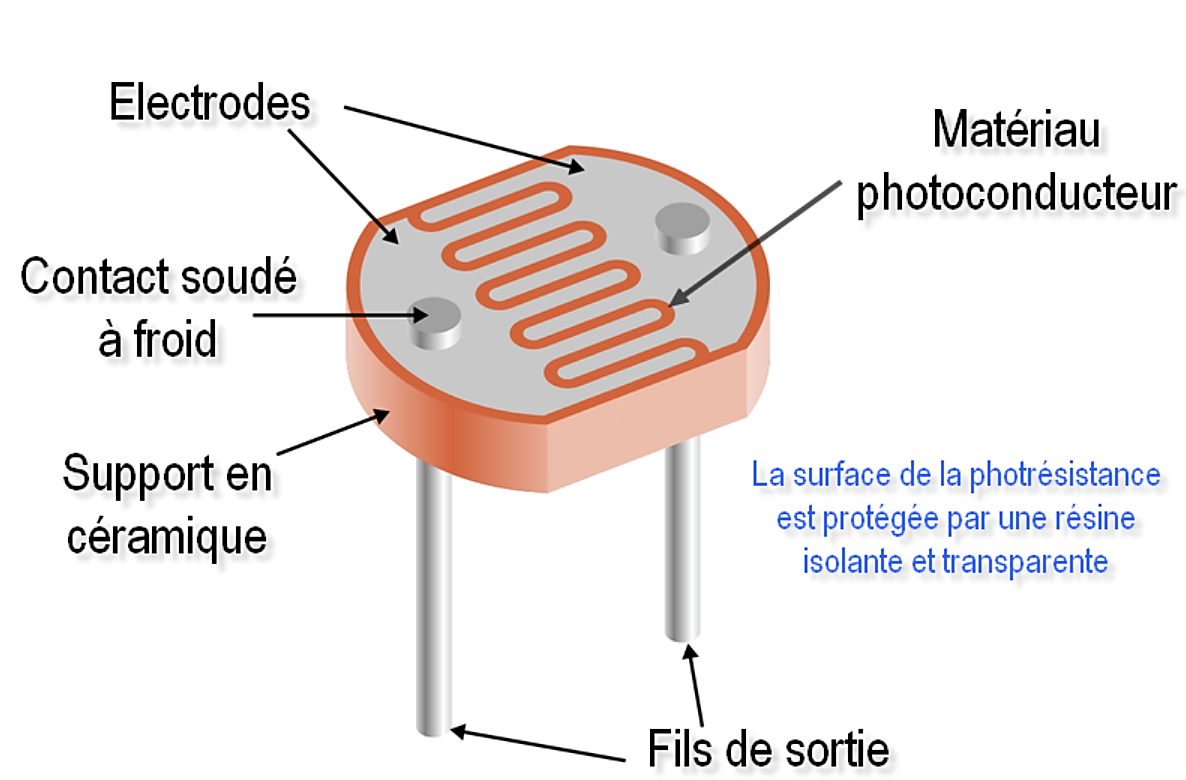 Electrodes
Matériau
photoconducteur
Contact soudé
à froid
Support en
céramique
La surface de la photrésistance
est protégée par une résine
isolante et transparente
Fils de sortie